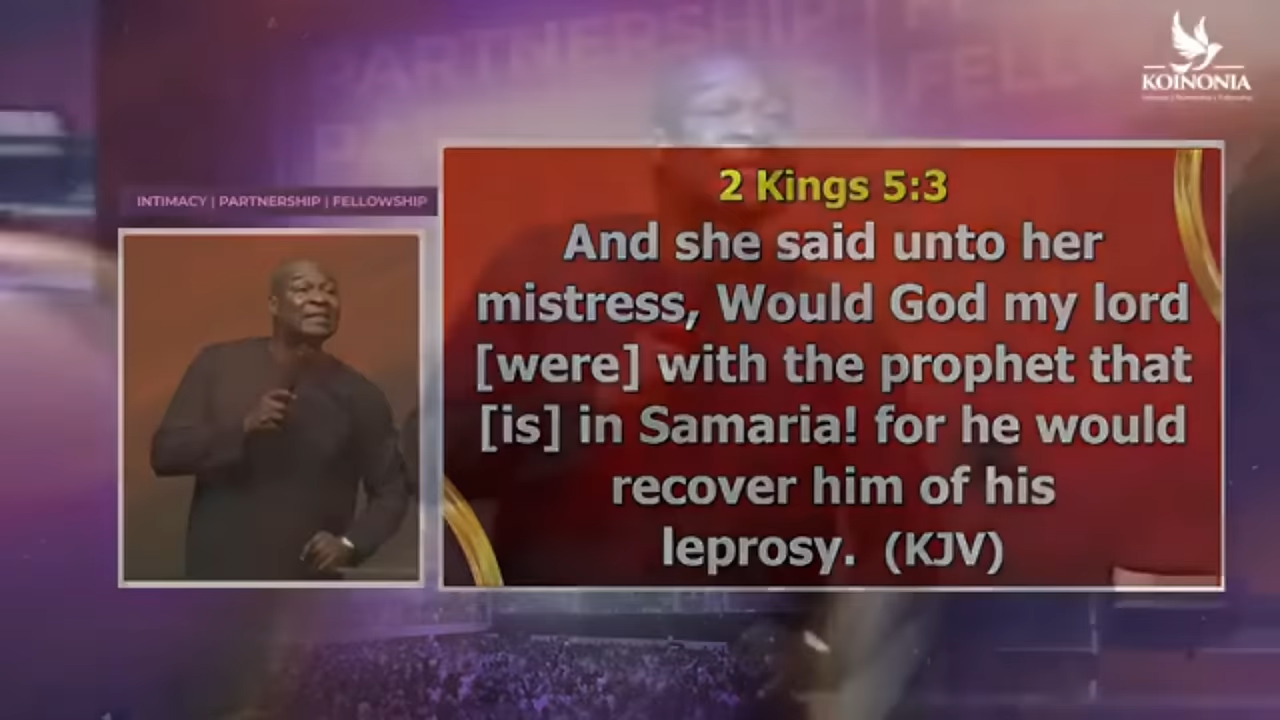 PARTNERSHIP
KOINONIA
INTIMACY | PARTNERSHIP | FELLOWSHIP
2 Kings 5:3
And she said unto her
mistress, Would God my lord
[were] with the prophet that
[is] in Samaria! for he would
recover him of his
leprosy. (KJV)